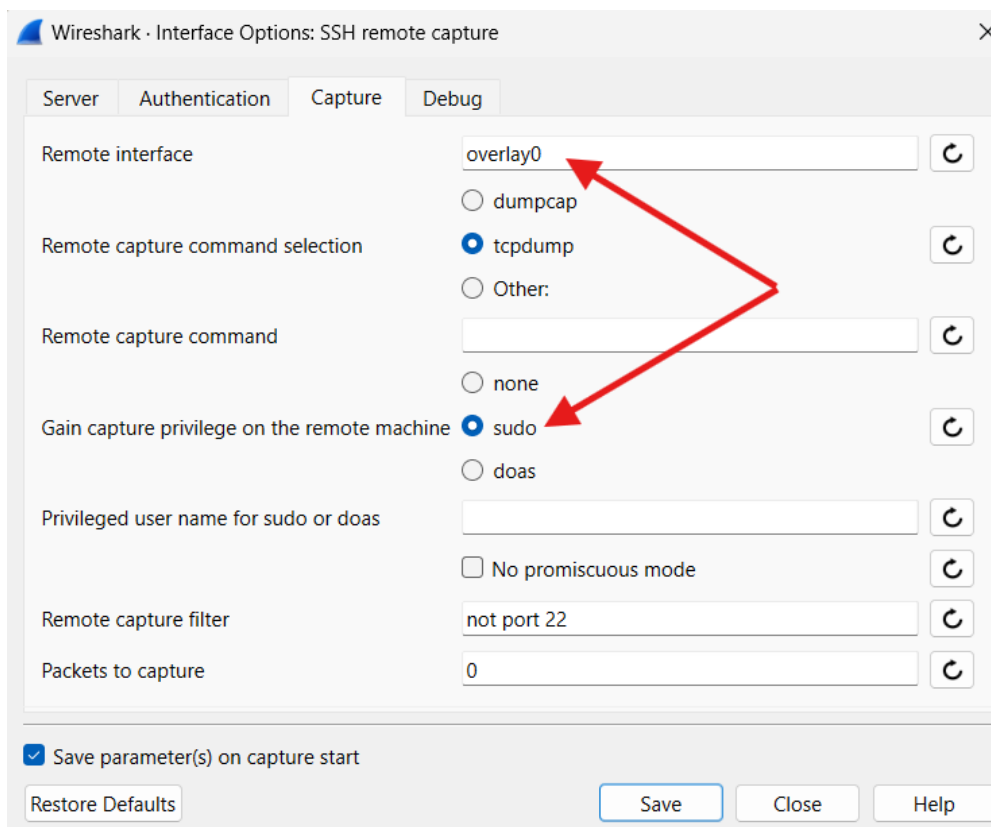 Wireshark · Interface Options: SSH remote capture
Server Authentication Capture Debug
Remote interface overlay0
dumpcap
Remote capture command selection tcpdump
Other:
Remote capture command
none
Gain capture privilege on the remote machine sudo
doas
Privileged user name for sudo or doas
No promiscuous mode
Remote capture filter not port 22
Packets to capture 0
Save parameter(s) on capture start
Restore Defaults Save Close Help